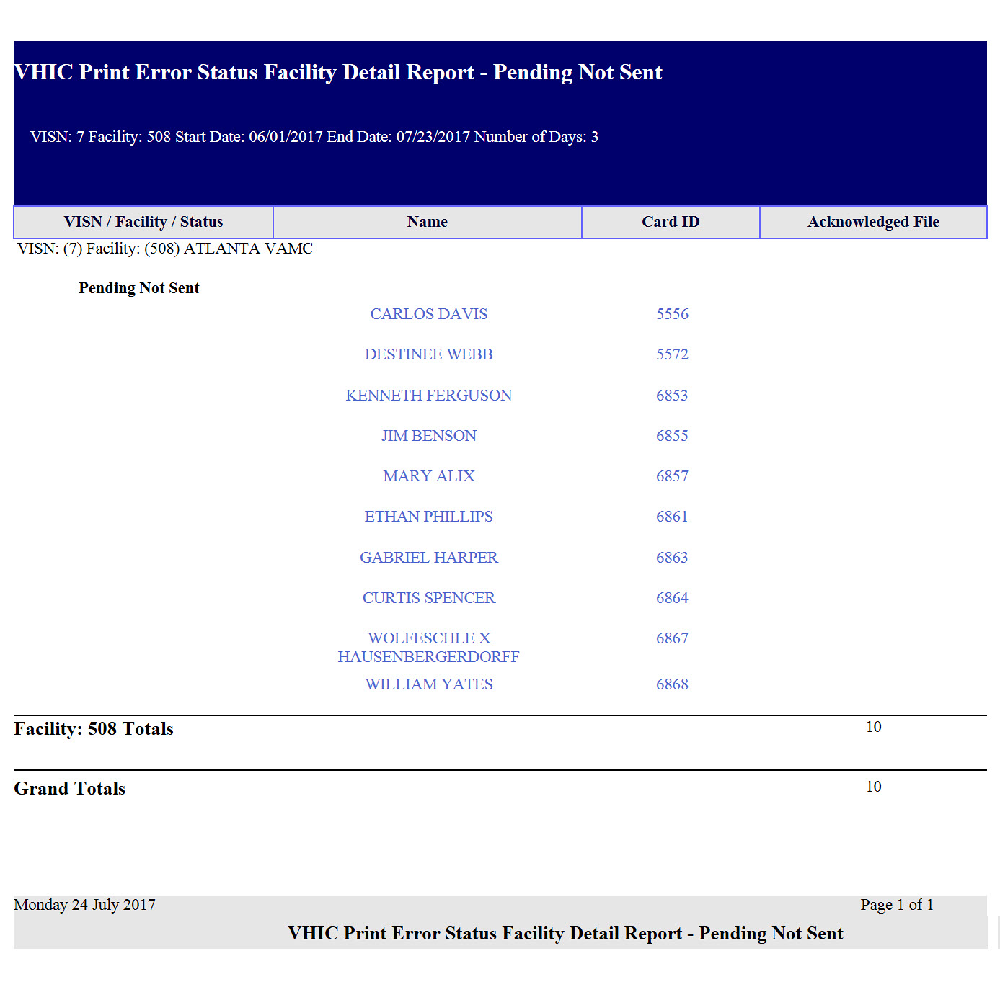 VHIC Print Error Status Facility Detail Report - Pending Not Sent
VISN: 7 Facility: 508 Start Date: 06/01/2017 End Date: 07/23/2017 Number of Days: 3
VISN / Facility / Status Name Card ID Acknowledged File
VISN: (7) Facility: (508) ATLANTA VAMC
Pending Not Sent
CARLOS DAVIS 5556
DESTINEE WEBB 5572
KENNETH FERGUSON 6853
JIM BENSON 6855
MARY ALIX 6857
ETHAN PHILLIPS 6861
GABRIEL HARPER 6863
CURTIS SPENCER 6864
WOLFESCHLE X 6867
HAUSENBERGERDORFF
WILLIAM YATES 6868
Facility: 508 Totals 10
Grand Totals 10
Monday 24 July 2017 Page 1 of 1
VHIC Print Error Status Facility Detail Report - Pending Not Sent